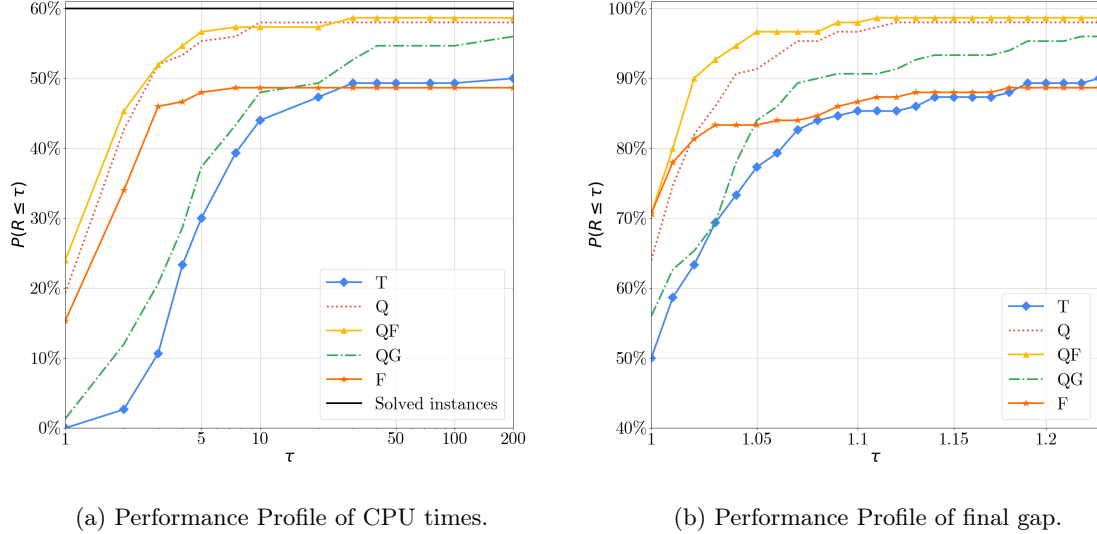 60%
50%
40%
30%
20%
10%
0%
P(R ≤ τ)
1
5
10
50
100
200
τ
T
Q
QF
QG
F
Solved instances
(a) Performance Profile of CPU times.
100%
90%
80%
70%
60%
50%
40%
P(R ≤ τ)
1
1.05
1.1
1.15
1.2
τ
T
Q
QF
QG
F
(b) Performance Profile of final gap.